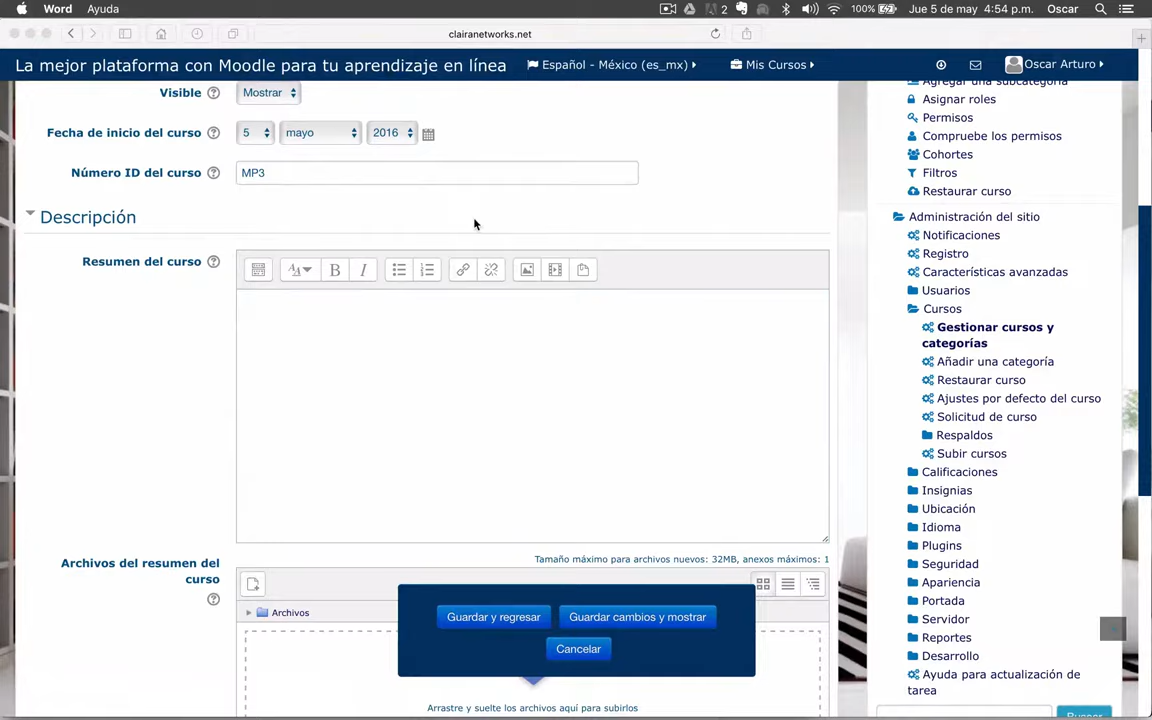 Word Ayuda 2 100% Jue 5 de may 4:54 p.m. Oscar
clairanetworks.net
La mejor plataforma con Moodle para tu aprendizaje en línea Español - México (es_mx) Mis Cursos Oscar Arturo
Visible Mostrar
Fecha de inicio del curso 5 mayo 2016
Número ID del curso MP3
Descripción
Resumen del curso
B I
Tamaño máximo para archivos nuevos: 32MB, anexos máximos: 1
Archivos del resumen del
curso
Archivos
Guardar y regresar Guardar cambios y mostrar
Cancelar
Arrastre y suelte los archivos aquí para subirlos
Agregar una subcategoría
Asignar roles
Permisos
Compruebe los permisos
Cohortes
Filtros
Restaurar curso
Administración del sitio
Notificaciones
Registro
Características avanzadas
Usuarios
Cursos
Gestionar cursos y
categorías
Añadir una categoría
Restaurar curso
Ajustes por defecto del curso
Solicitud de curso
Respaldos
Subir cursos
Calificaciones
Insignias
Ubicación
Idioma
Plugins
Seguridad
Apariencia
Portada
Servidor
Reportes
Desarrollo
Ayuda para actualización de
tarea
Buscar